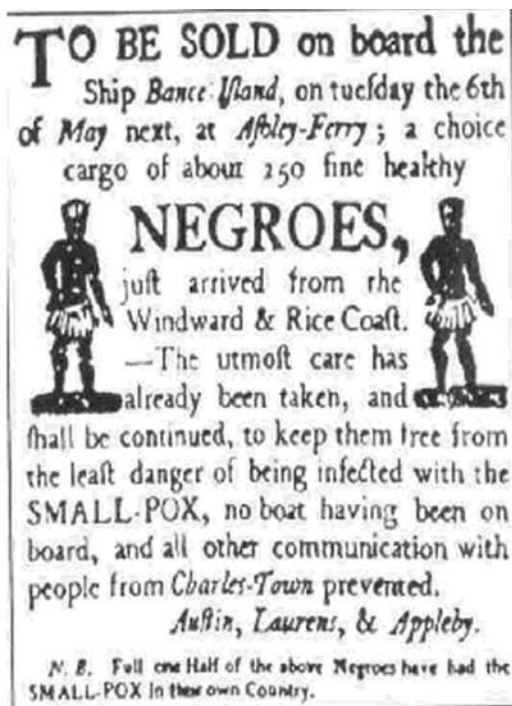 TO BE SOLD on board the
Ship Bance Iſland, on tueſday the 6th
of May next, at Aſhley-Ferry; a choice
cargo of about 250 fine healthy
NEGROES,
juſt arrived from the
Windward & Rice Coaſt.
—The utmoſt care has
already been taken, and
ſhall be continued, to keep them free from
the leaſt danger of being infected with the
SMALL-POX, no boat having been on
board, and all other communication with
people from Charles-Town prevented.
Auſtin, Laurens, & Appleby.
N. B. Full one Half of the above Negroes have had the
SMALL-POX in their own Country.